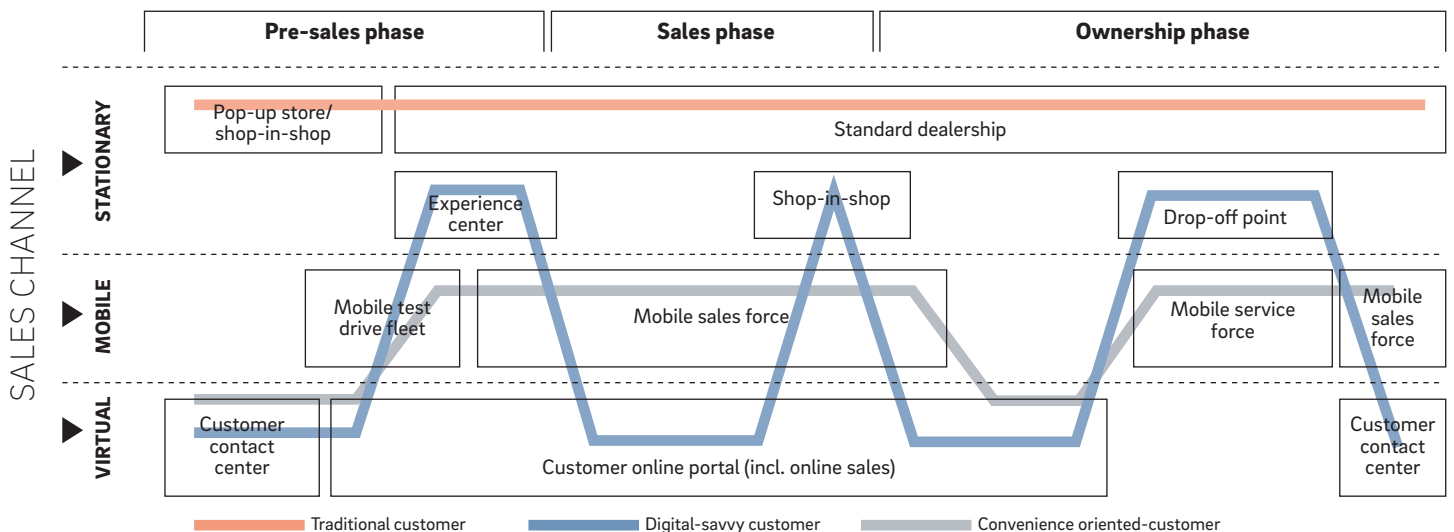 Pre-sales phase
Sales phase
Ownership phase
SALES CHANNEL
STATIONARY
Pop-up store/
shop-in-shop
Standard dealership
Experience
center
Shop-in-shop
Drop-off point
MOBILE
Mobile test
drive fleet
Mobile sales force
Mobile service
force
Mobile
sales
force
VIRTUAL
Customer
contact
center
Customer online portal (incl. online sales)
Customer
contact
center
Traditional customer
Digital-savvy customer
Convenience oriented-customer